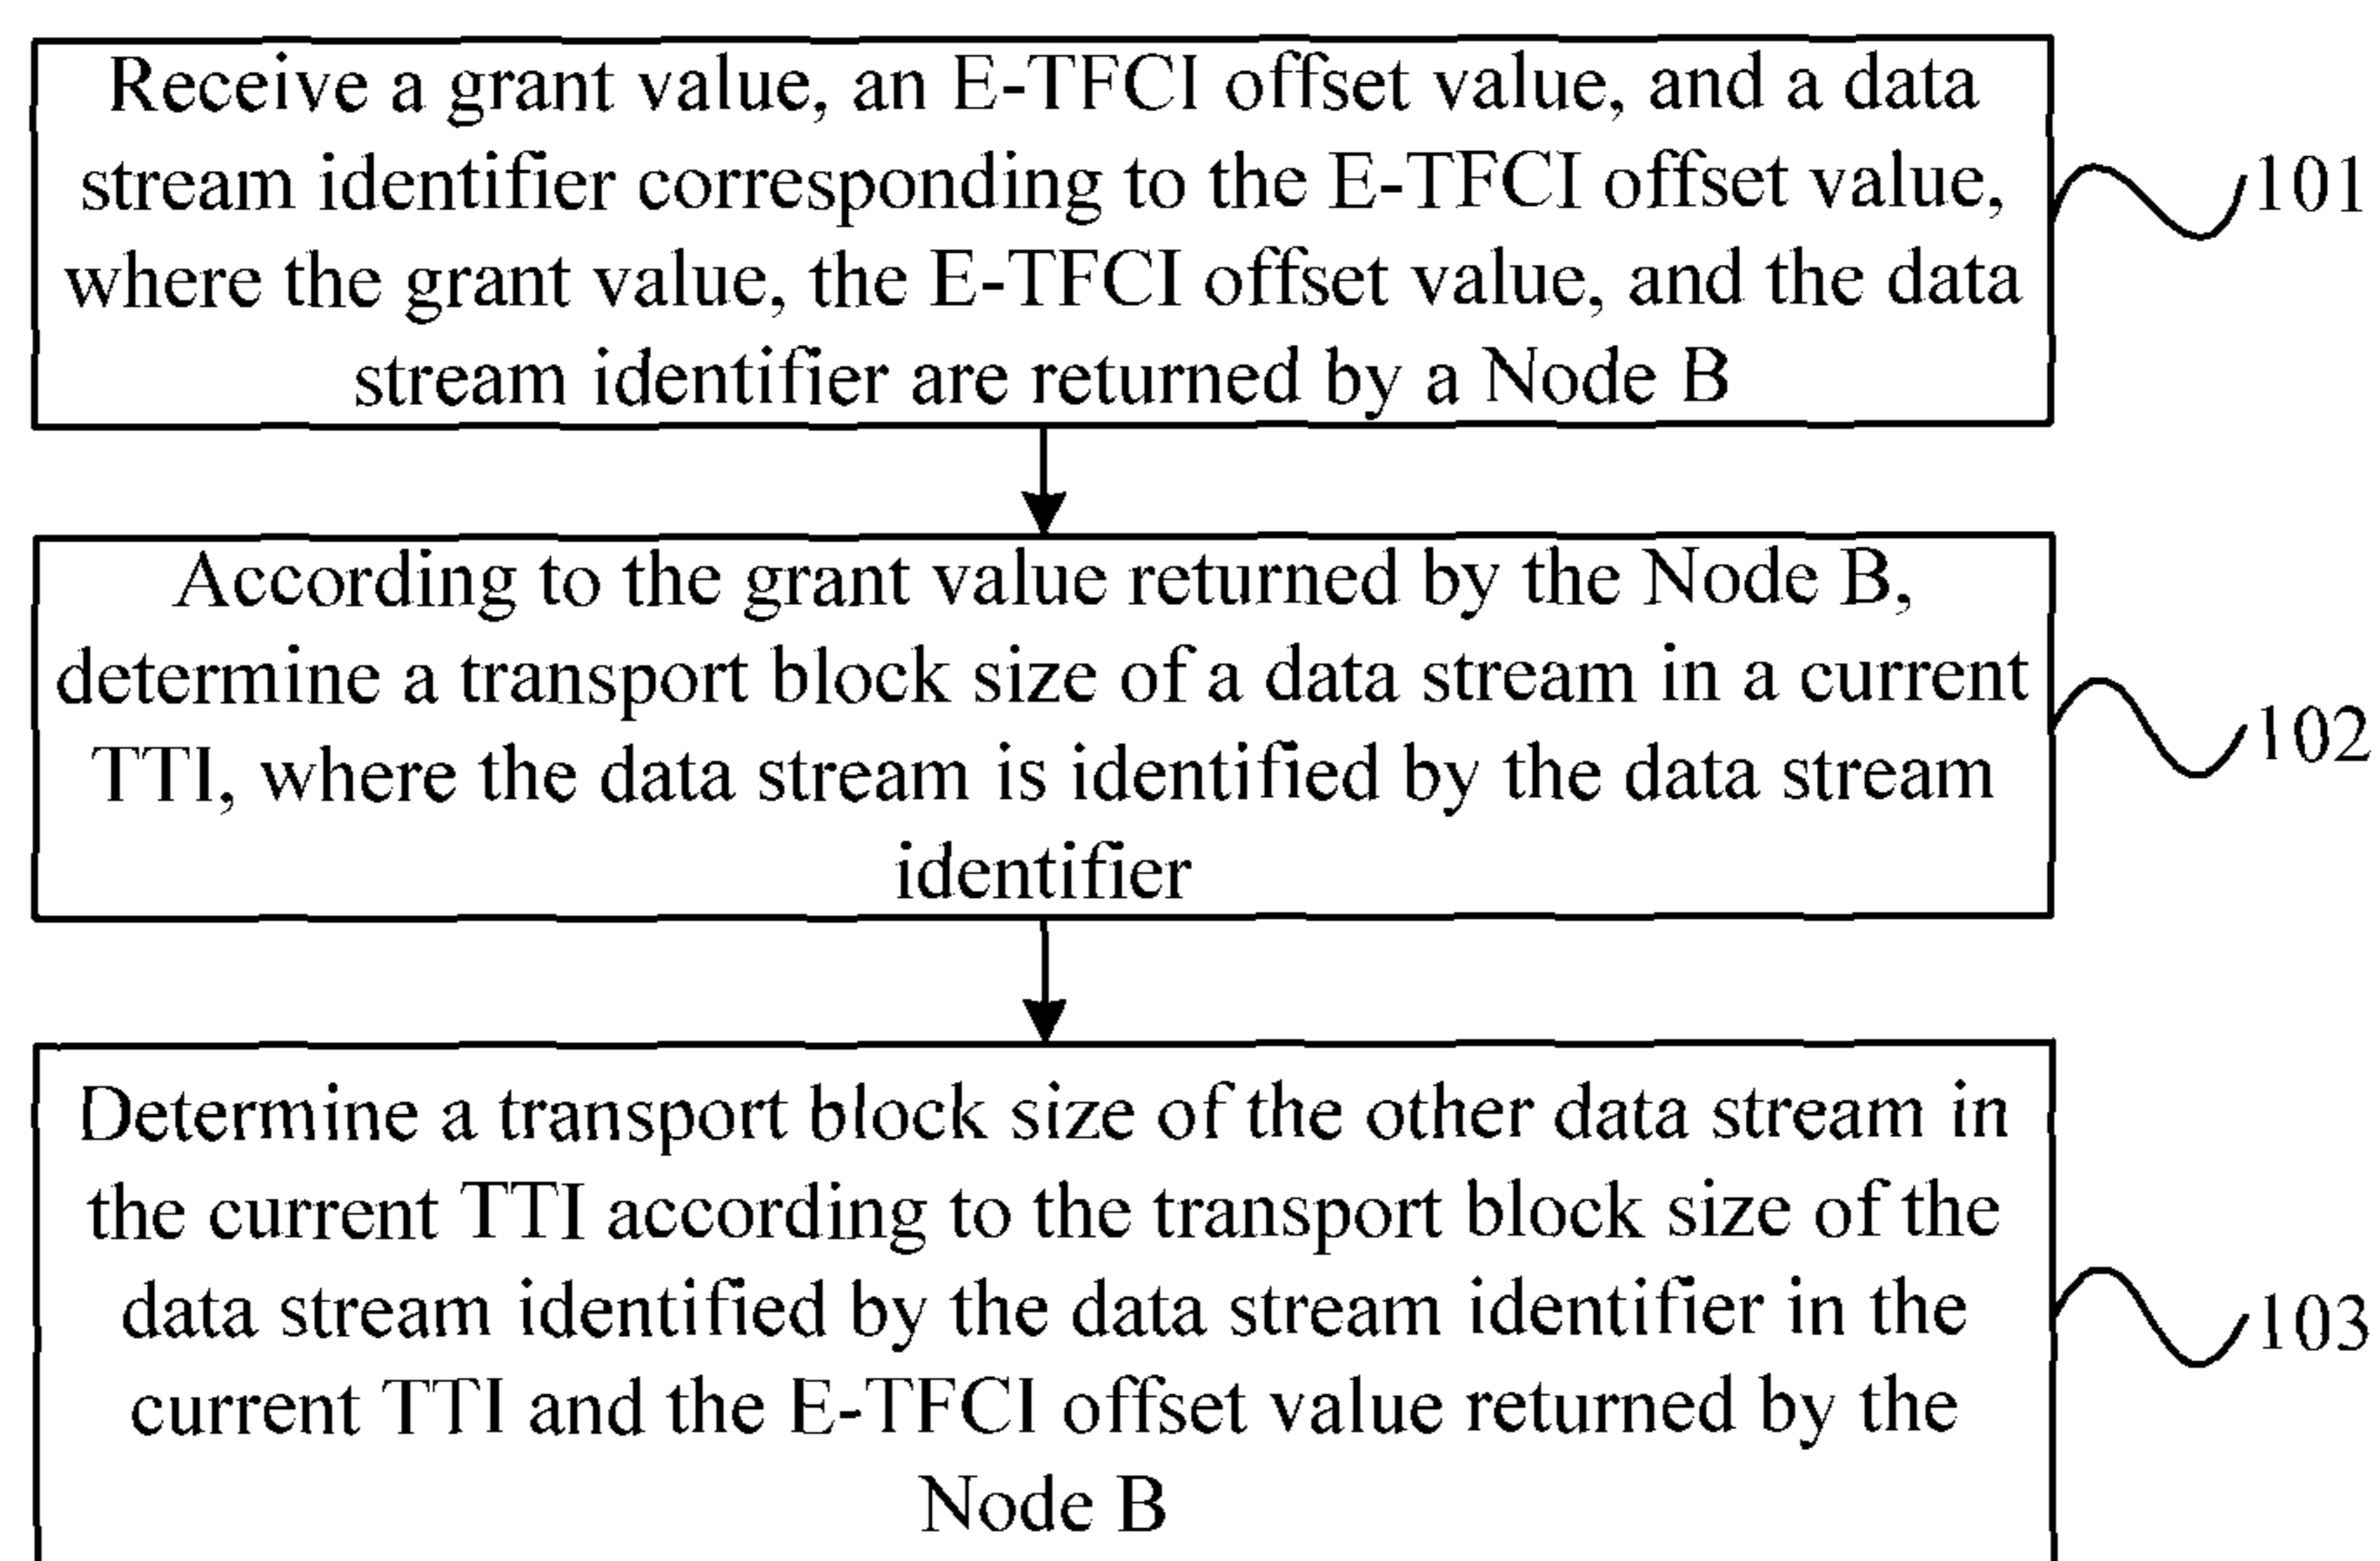 Receive a grant value, an E-TFCI offset value, and a data
stream identifier corresponding to the E-TFCI offset value,
where the grant value, the E-TFCI offset value, and the data
stream identifier are returned by a Node B
101
According to the grant value returned by the Node B,
determine a transport block size of a data stream in a current
TTI, where the data stream is identified by the data stream
identifier
102
Determine a transport block size of the other data stream in
the current TTI according to the transport block size of the
data stream identified by the data stream identifier in the
current TTI and the E-TFCI offset value returned by the
Node B
103